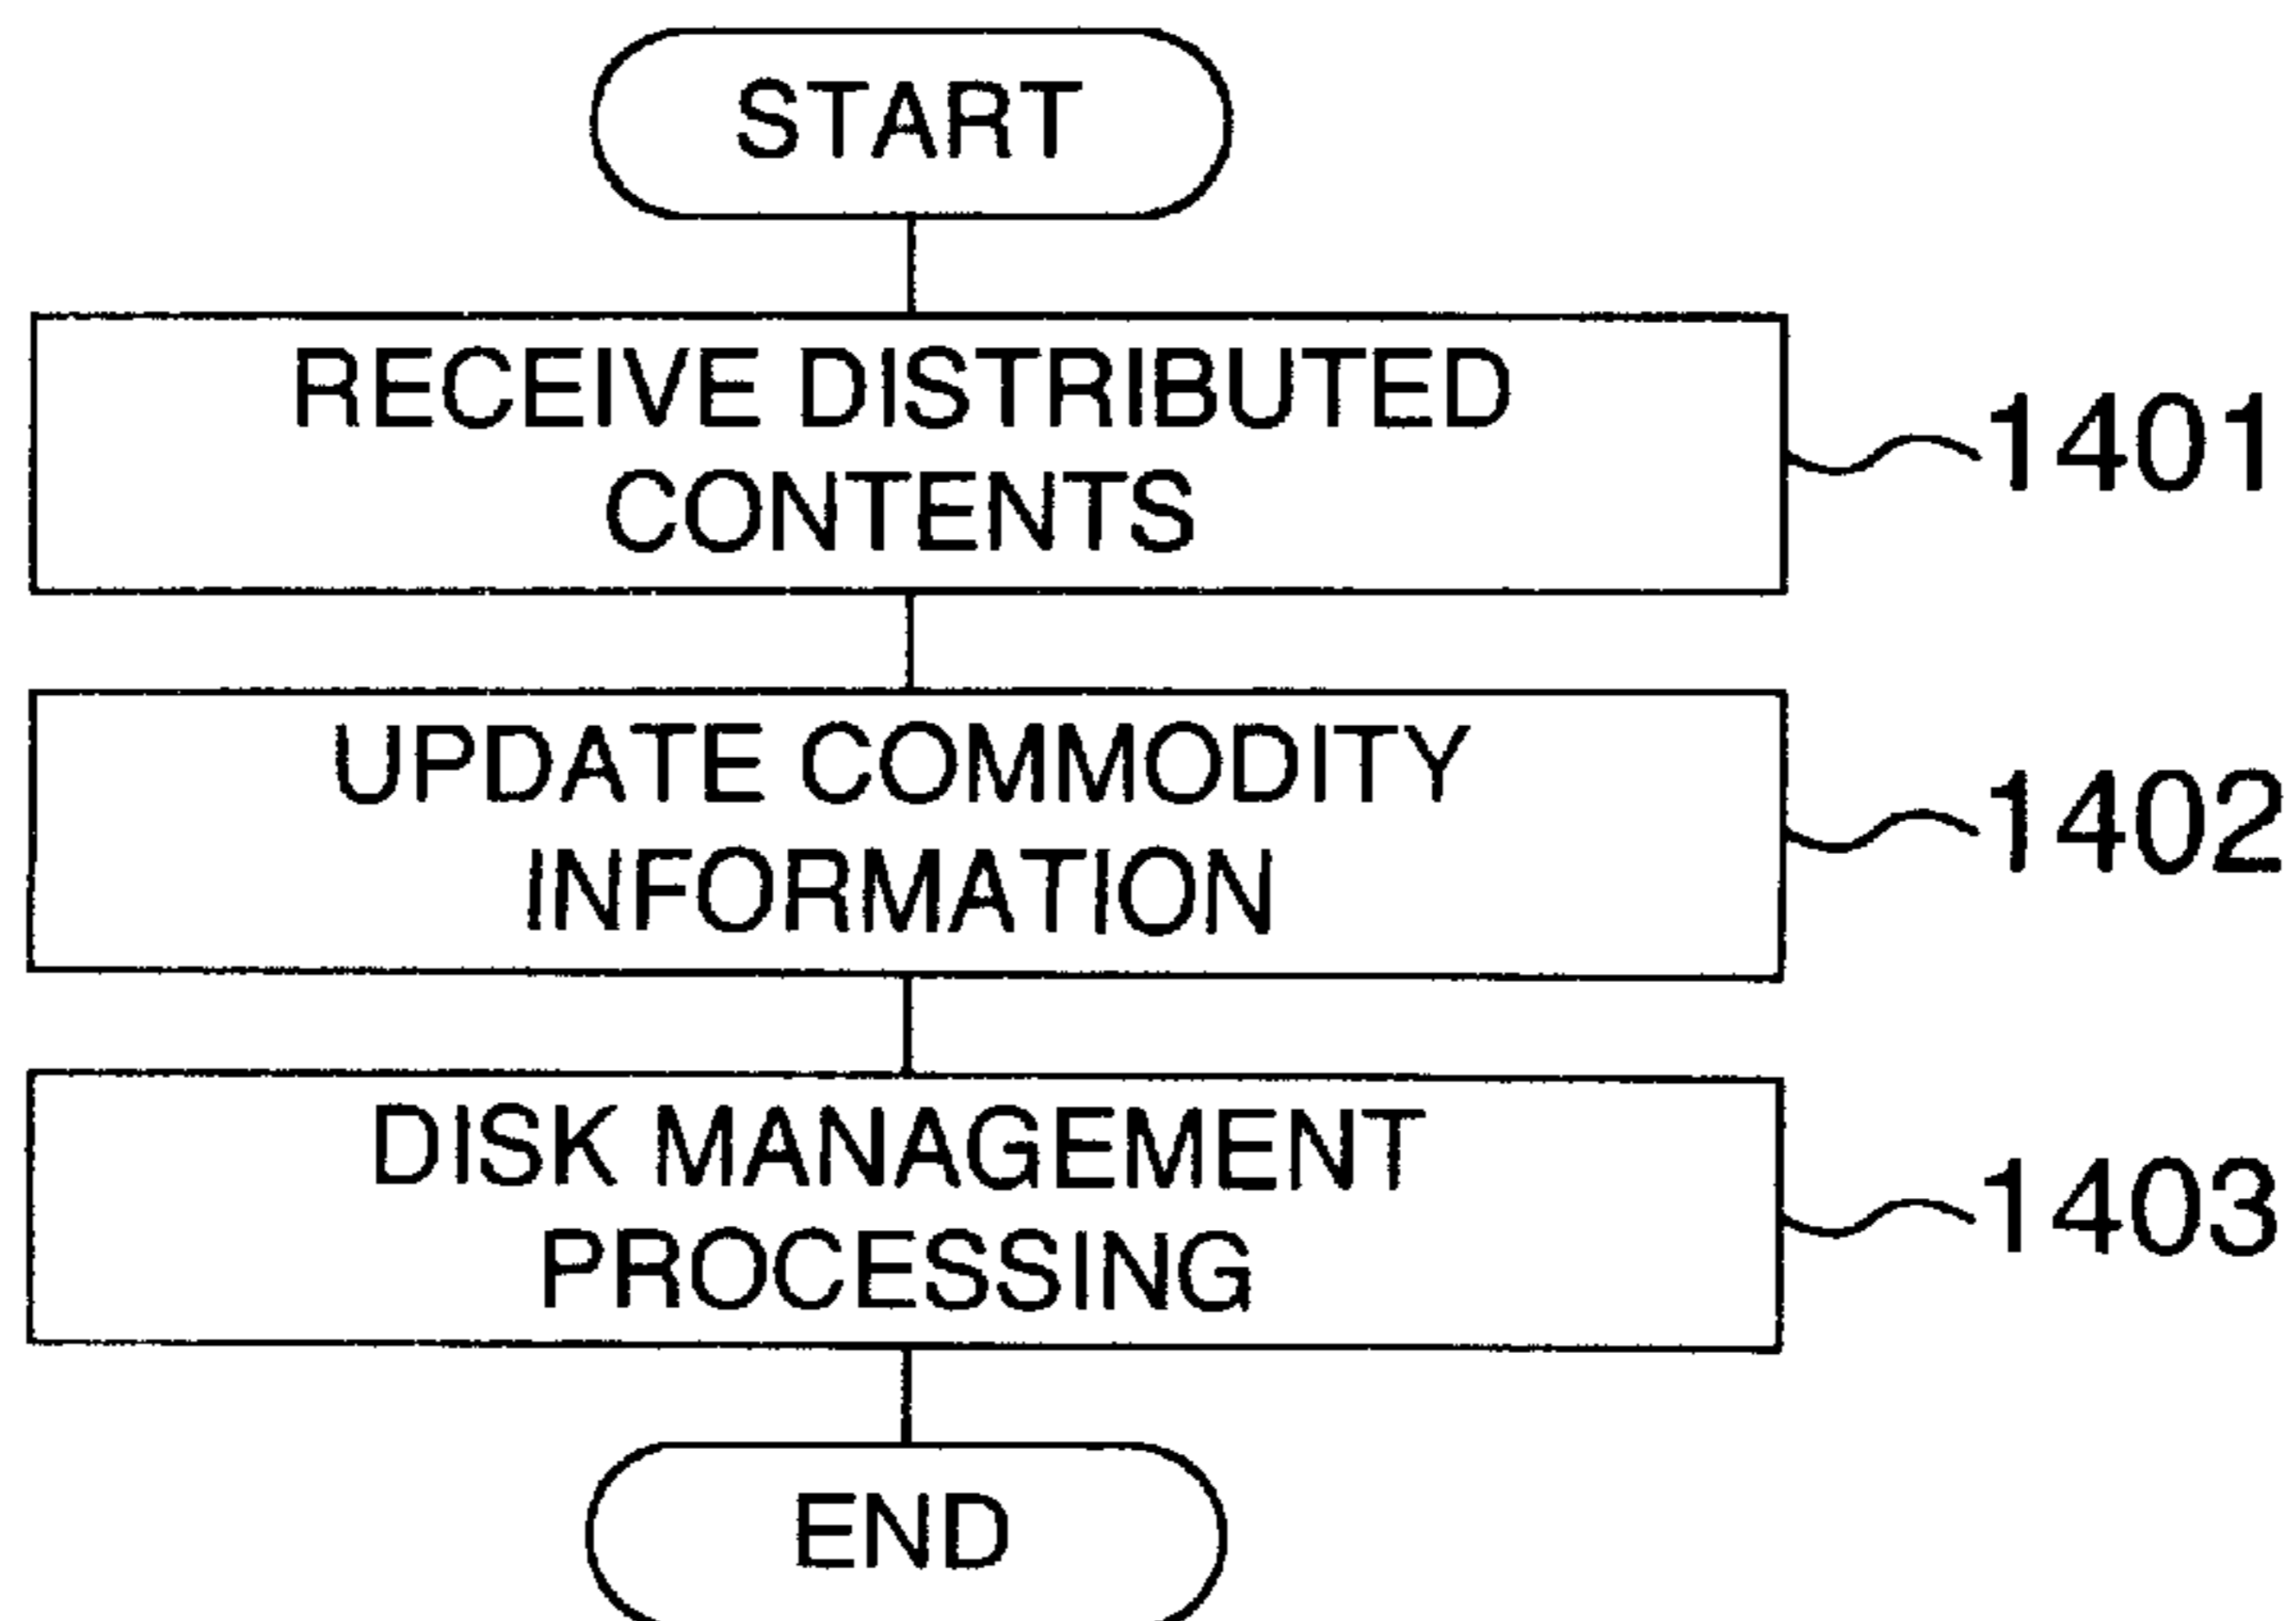 START
RECEIVE DISTRIBUTED
CONTENTS
1401
UPDATE COMMODITY
INFORMATION
1402
DISK MANAGEMENT
PROCESSING
1403
END